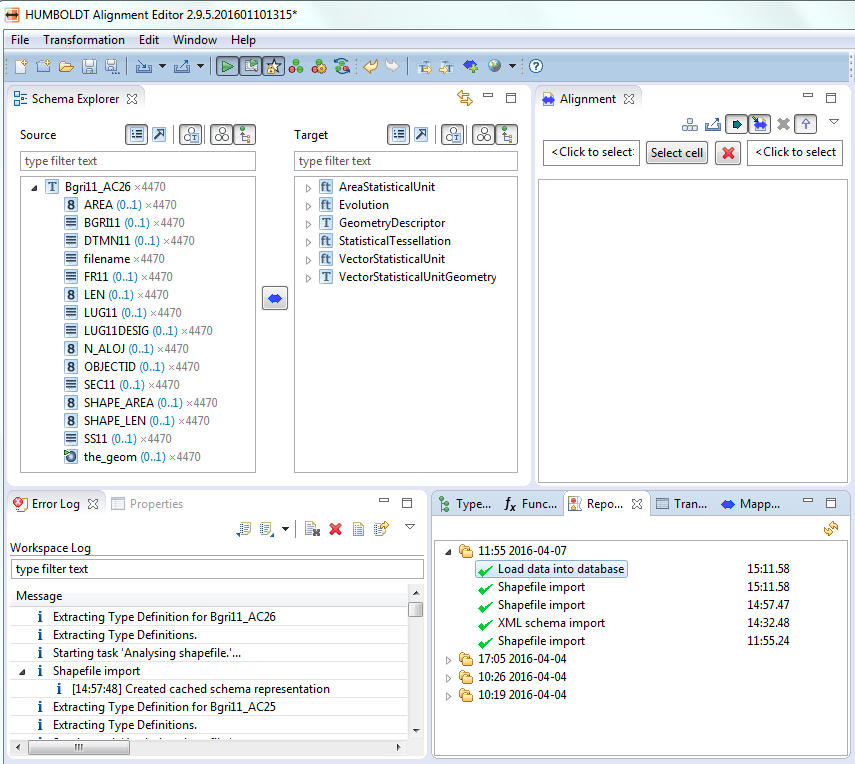 HUMBOLDT Alignment Editor 2.9.5.201601101315*
File Transformation Edit Window Help
Schema Explorer
Source
type filter text
Bgri11_AC26 ×4470
AREA (0..1) ×4470
BGRI11 (0..1) ×4470
DTMN11 (0..1) ×4470
filename ×4470
FR11 (0..1) ×4470
LEN (0..1) ×4470
LUG11 (0..1) ×4470
LUG11DESIG (0..1) ×4470
N_ALOJ (0..1) ×4470
OBJECTID (0..1) ×4470
SEC11 (0..1) ×4470
SHAPE_AREA (0..1) ×4470
SHAPE_LEN (0..1) ×4470
SS11 (0..1) ×4470
the_geom (0..1) ×4470
Target
type filter text
AreaStatisticalUnit
Evolution
GeometryDescriptor
StatisticalTessellation
VectorStatisticalUnit
VectorStatisticalUnitGeometry
Alignment
<Click to select> Select cell <Click to select
Error Log Properties
Workspace Log
type filter text
Message
Extracting Type Definition for Bgri11_AC26
Extracting Type Definitions.
Starting task 'Analysing shapefile.'...
Shapefile import
[14:57:48] Created cached schema representation
Extracting Type Definition for Bgri11_AC25
Extracting Type Definitions.
Type... Func... Repo... Tran... Mapp...
11:55 2016-04-07
Load data into database 15:11.58
Shapefile import 15:11.58
Shapefile import 14:57.47
XML schema import 14:32.48
Shapefile import 11:55.24
17:05 2016-04-04
10:26 2016-04-04
10:19 2016-04-04